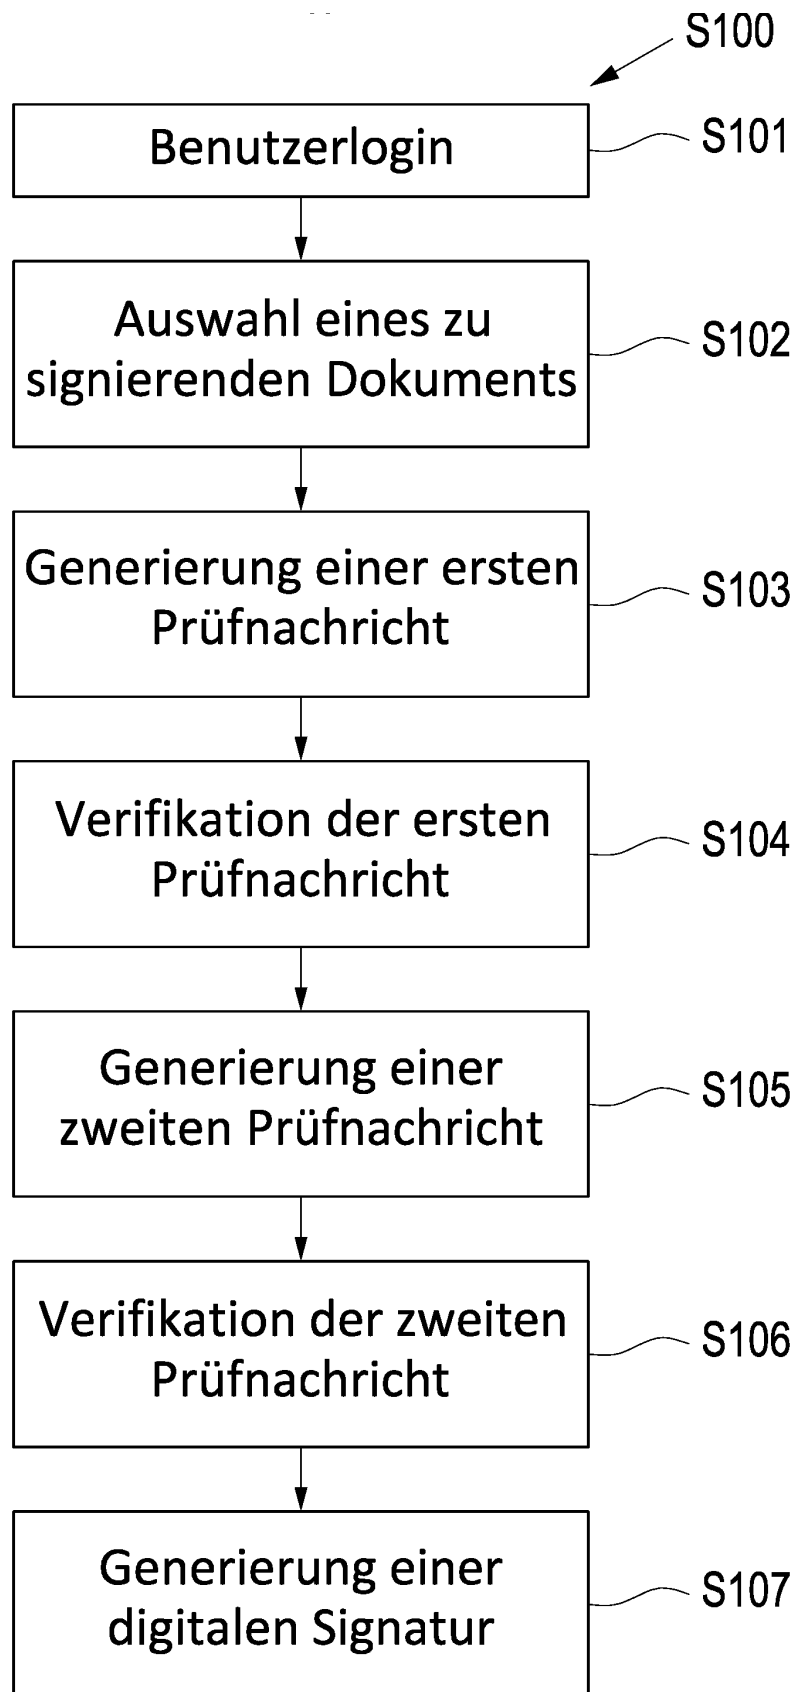 S100
Benutzerlogin
S101
Auswahl eines zu
signierenden Dokuments
S102
Generierung einer ersten
Prüfnachricht
S103
Verifikation der ersten
Prüfnachricht
S104
Generierung einer
zweiten Prüfnachricht
S105
Verifikation der zweiten
Prüfnachricht
S106
Generierung einer
digitalen Signatur
S107